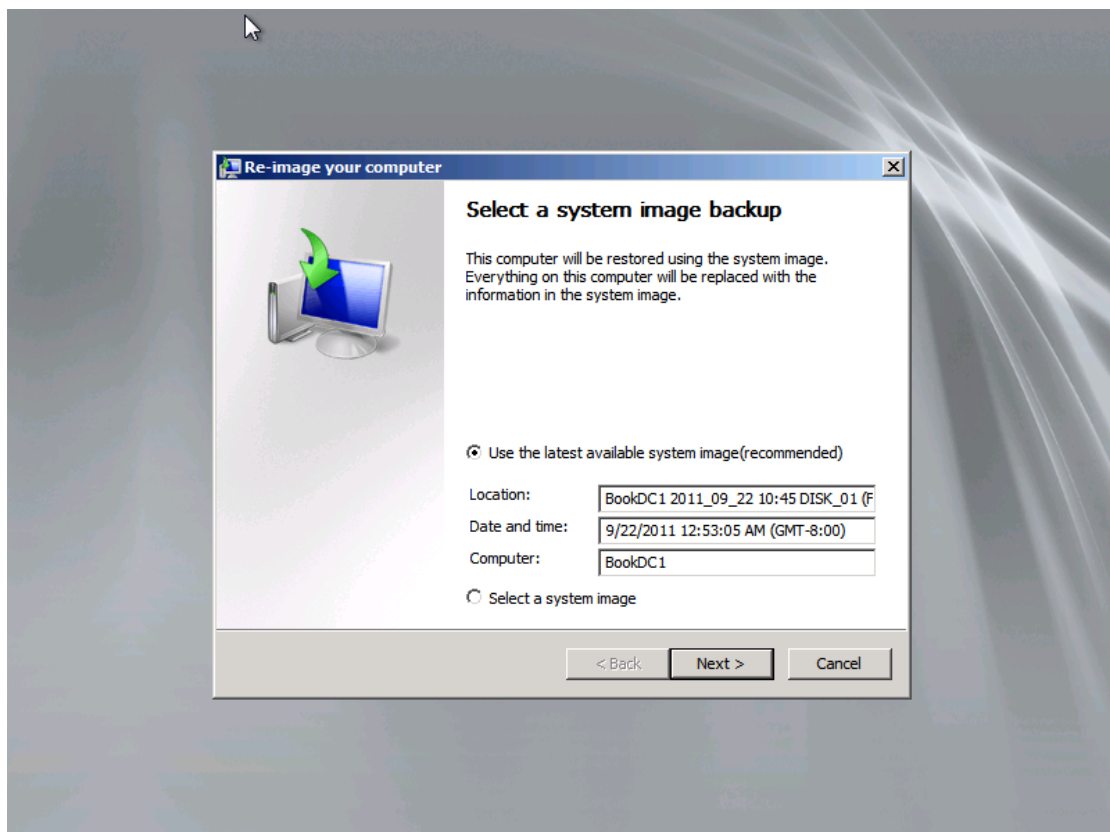 Re-image your computer
Select a system image backup
This computer will be restored using the system image.
Everything on this computer will be replaced with the
information in the system image.
Use the latest available system image(recommended)
Location: BookDC1 2011_09_22 10:45 DISK_01 (F
Date and time: 9/22/2011 12:53:05 AM (GMT-8:00)
Computer: BookDC1
Select a system image
< Back Next > Cancel